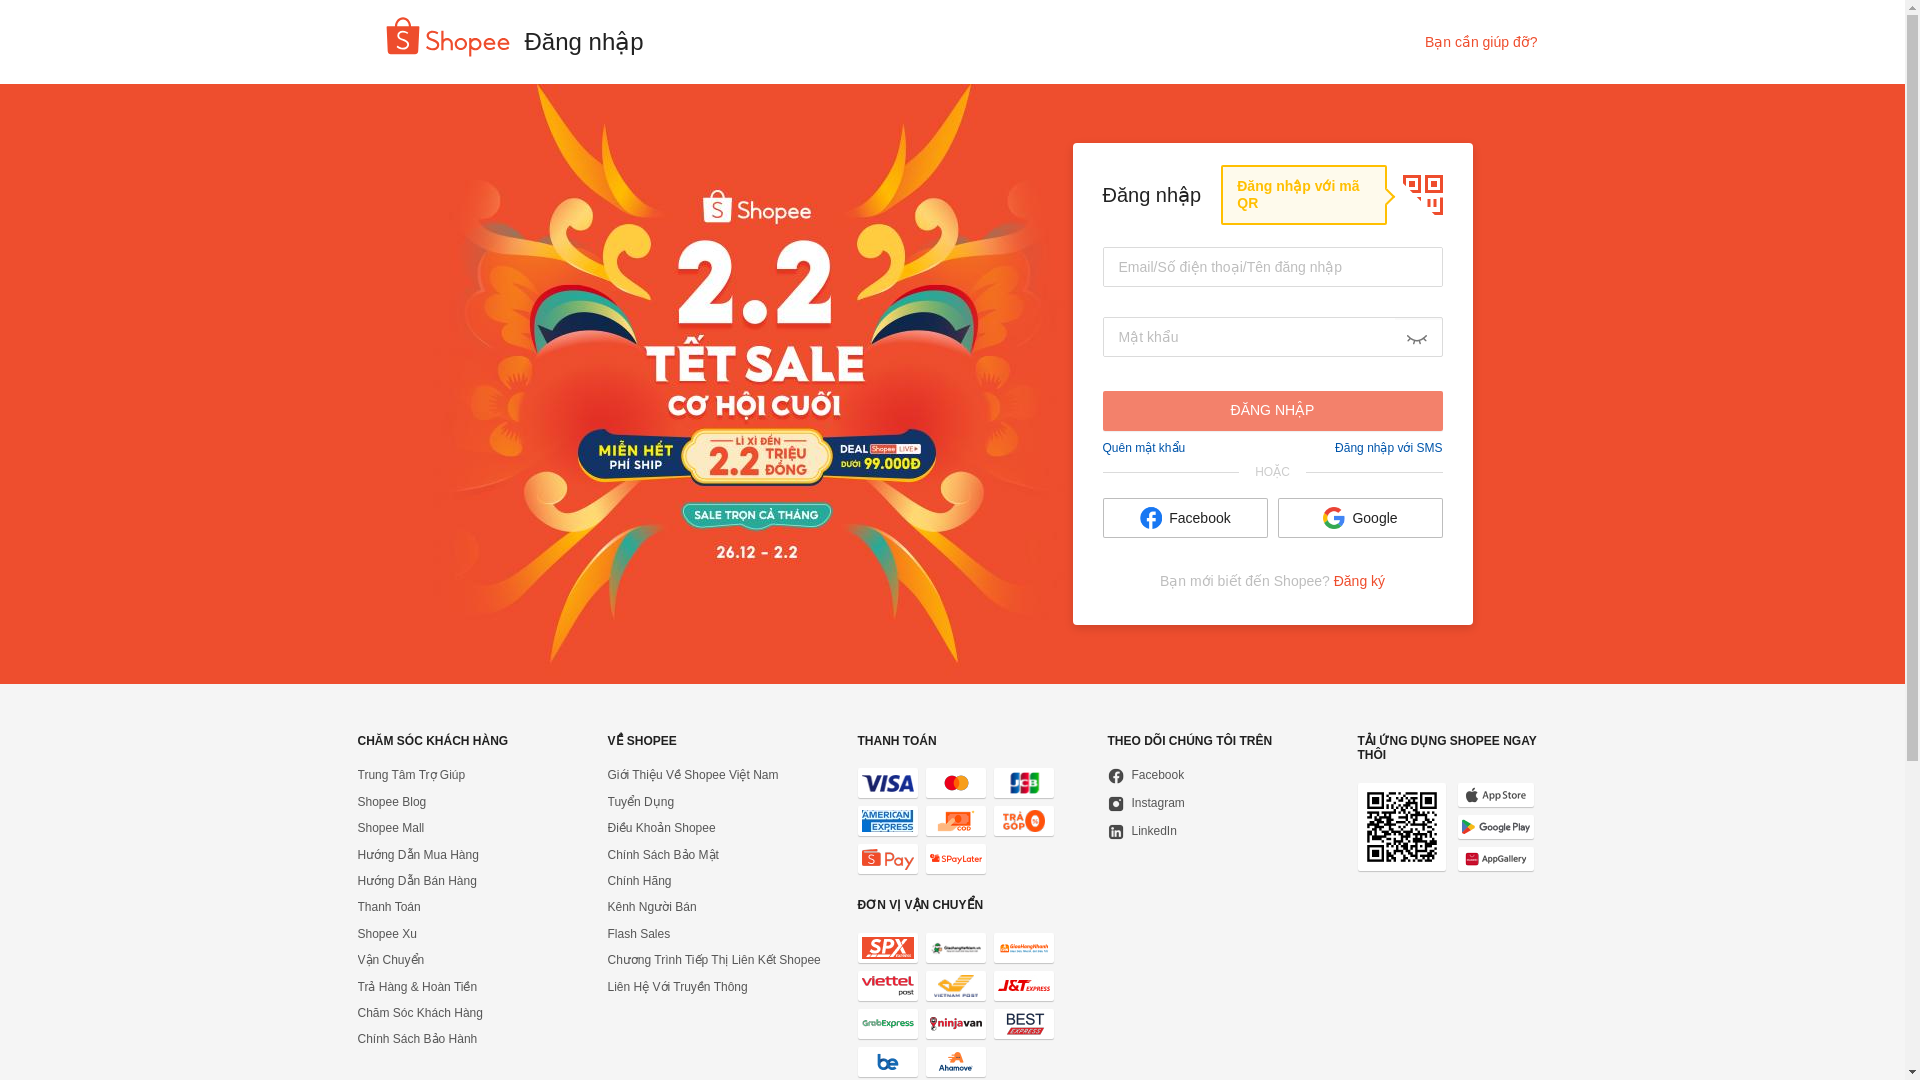 Shopee
Đăng nhập
Bạn cần giúp đỡ?
Shopee
2.2
TẾT SALE
CƠ HỘI CUỐI
MIỄN HẾT
PHÍ SHIP
LÌ XÌ ĐẾN
2.2 TRIỆU
ĐỒNG
DEAL Shopee LIVE
DƯỚI 99.000Đ
SALE TRỌN CẢ THÁNG
26.12 - 2.2
Đăng nhập
Đăng nhập với mã
QR
Email/Số điện thoại/Tên đăng nhập
Mật khẩu
ĐĂNG NHẬP
Quên mật khẩu
Đăng nhập với SMS
HOẶC
Facebook
Google
Bạn mới biết đến Shopee? Đăng ký
CHĂM SÓC KHÁCH HÀNG
Trung Tâm Trợ Giúp
Shopee Blog
Shopee Mall
Hướng Dẫn Mua Hàng
Hướng Dẫn Bán Hàng
Thanh Toán
Shopee Xu
Vận Chuyển
Trả Hàng & Hoàn Tiền
Chăm Sóc Khách Hàng
Chính Sách Bảo Hành
VỀ SHOPEE
Giới Thiệu Về Shopee Việt Nam
Tuyển Dụng
Điều Khoản Shopee
Chính Sách Bảo Mật
Chính Hãng
Kênh Người Bán
Flash Sales
Chương Trình Tiếp Thị Liên Kết Shopee
Liên Hệ Với Truyền Thông
THANH TOÁN
VISA
JCB
AMERICAN
EXPRESS
COD
TRẢ
GÓP
Pay
SPayLater
ĐƠN VỊ VẬN CHUYỂN
SPX
GiaoHangNhanh
viettel
post
VIETNAM POST
J&T EXPRESS
GrabExpress
ninjavan
BEST
EXPRESS
be
Ahamove
THEO DÕI CHÚNG TÔI TRÊN
Facebook
Instagram
LinkedIn
TẢI ỨNG DỤNG SHOPEE NGAY
THÔI
App Store
Google Play
AppGallery